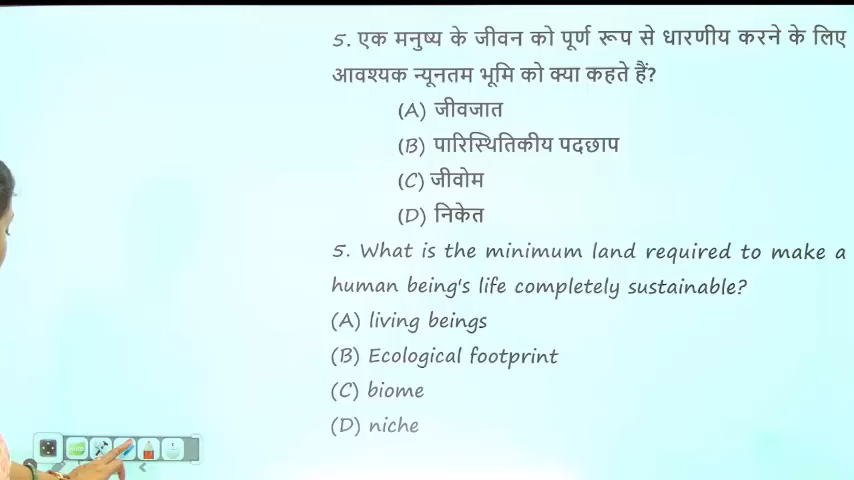 5. एक मनुष्य के जीवन को पूर्ण रूप से धारणीय करने के लिए
आवश्यक न्यूनतम भूमि को क्या कहते हैं?
(A) जीवजात
(B) पारिस्थितिकीय पदछाप
(C) जीवोम
(D) निकेत
5. What is the minimum land required to make a
human being's life completely sustainable?
(A) living beings
(B) Ecological footprint
(C) biome
(D) niche